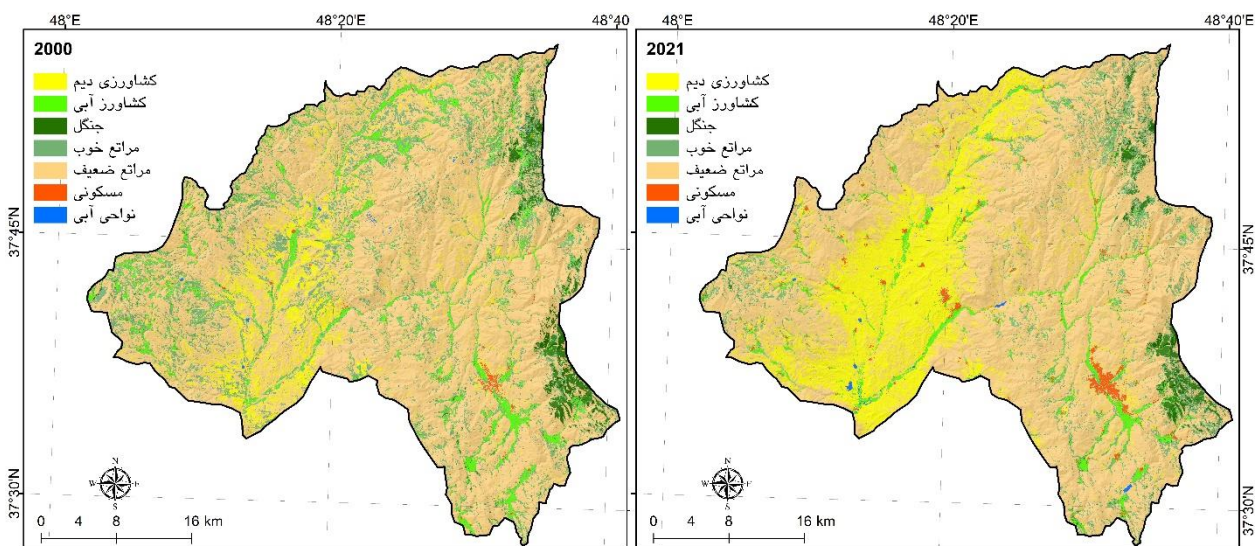 48°E 48°20'E 48°40'E
2000
کشاورزی دیم
کشاورز آبی
جنگل
مراتع خوب
مراتع ضعیف
مسکونی
نواحی آبی
37°45'N
37°30'N
N
W E
S
0 4 8 16 km
48°E 48°20'E 48°40'E
2021
کشاورزی دیم
کشاورز آبی
جنگل
مراتع خوب
مراتع ضعیف
مسکونی
نواحی آبی
37°45'N
37°30'N
N
W E
S
0 4 8 16 km